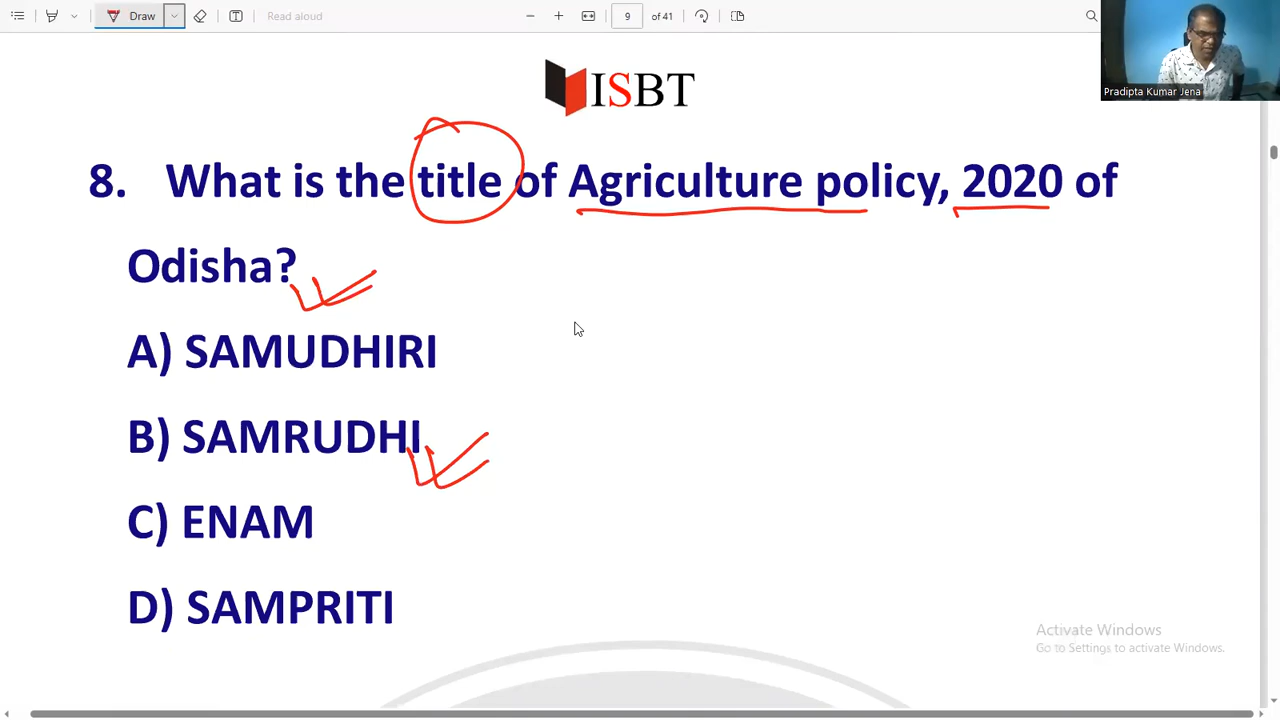 Draw
Read aloud
9 of 41
Pradipta Kumar Jena
ISBT
8. What is the title of Agriculture policy, 2020 of
Odisha?
A) SAMUDHIRI
B) SAMRUDHI
C) ENAM
D) SAMPRITI
Activate Windows
Go to Settings to activate Windows.